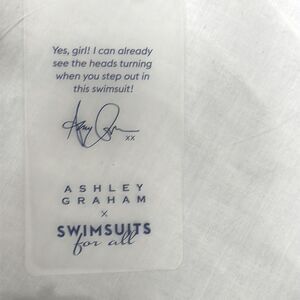 Yes, girl! I can already
see the heads turning
when you step out in
this swimsuit!
xx
ASHLEY
GRAHAM
x
SWIMSUITS
for all